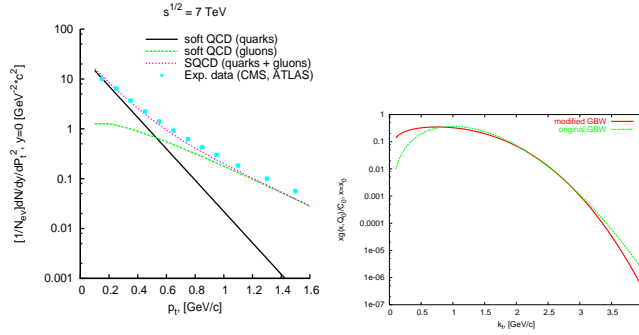 s^1/2 = 7 TeV
soft QCD (quarks)
soft QCD (gluons)
SQCD (quarks + gluons)
Exp. data (CMS, ATLAS)
[1/N_ev]dN/dy/dP_t^2, y=0 [GeV^-2*c^2]
100
10
1
0.1
0.01
0.001
0 0.2 0.4 0.6 0.8 1 1.2 1.4 1.6
p_t, [GeV/c]
modified GBW
original GBW
xg(x,Q_0)/C_0, x=x_0
1
0.1
0.01
0.001
0.0001
1e-05
1e-06
1e-07
0 0.5 1 1.5 2 2.5 3 3.5
k_t, [GeV/c]